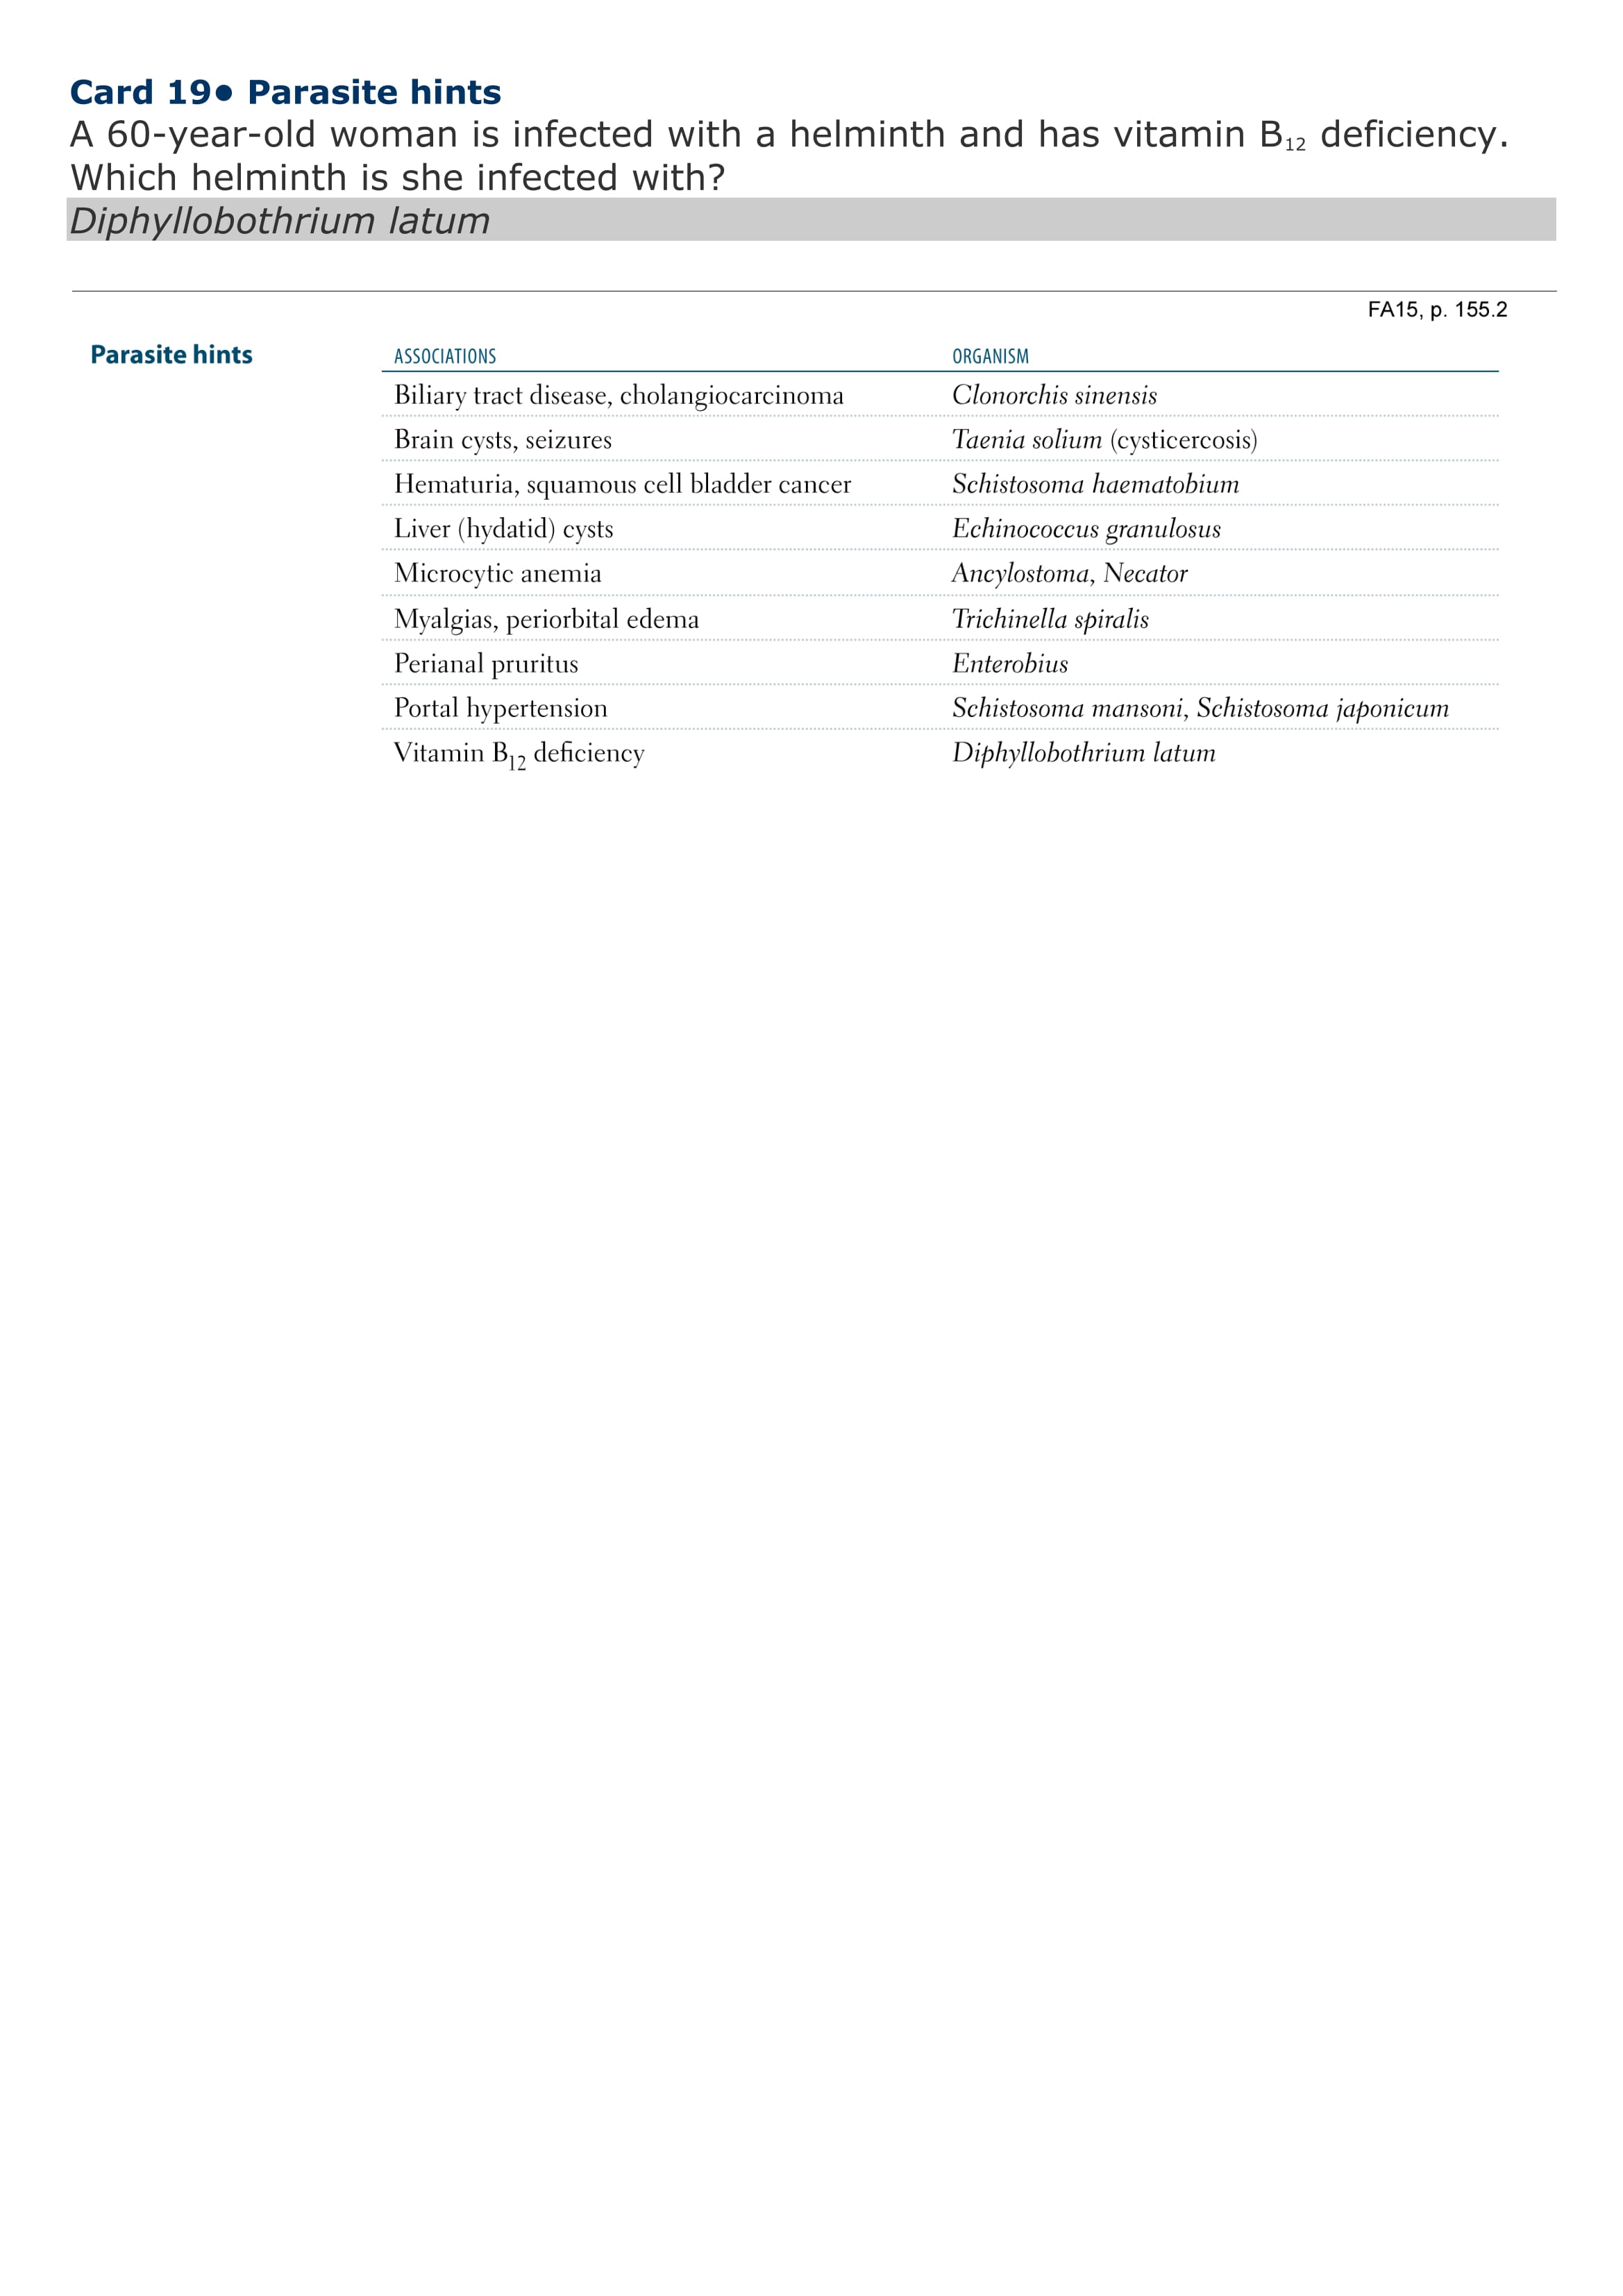 Card 19● Parasite hints
A 60-year-old woman is infected with a helminth and has vitamin B12 deficiency.
Which helminth is she infected with?
Diphyllobothrium latum
FA15, p. 155.2
Parasite hints ASSOCIATIONS ORGANISM
Biliary tract disease, cholangiocarcinoma Clonorchis sinensis
Brain cysts, seizures Taenia solium (cysticercosis)
Hematuria, squamous cell bladder cancer Schistosoma haematobium
Liver (hydatid) cysts Echinococcus granulosus
Microcytic anemia Ancylostoma, Necator
Myalgias, periorbital edema Trichinella spiralis
Perianal pruritus Enterobius
Portal hypertension Schistosoma mansoni, Schistosoma japonicum
Vitamin B12 deficiency Diphyllobothrium latum